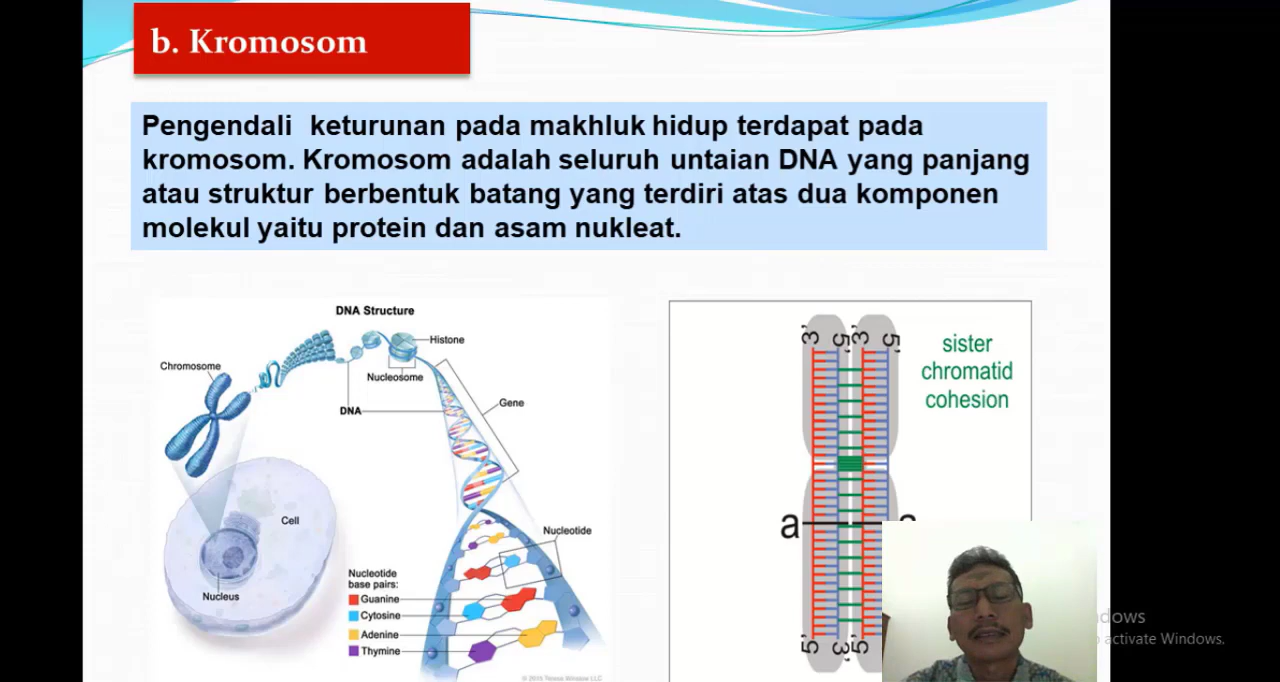 b. Kromosom
Pengendali keturunan pada makhluk hidup terdapat pada
kromosom. Kromosom adalah seluruh untaian DNA yang panjang
atau struktur berbentuk batang yang terdiri atas dua komponen
molekul yaitu protein dan asam nukleat.
DNA Structure
Histone
Chromosome
Nucleosome
Gene
DNA
Cell
Nucleotide
Nucleus
Nucleotide
base pairs:
Guanine
Cytosine
Adenine
Thymine
3' 5' 3' 5'
sister
chromatid
cohesion
a
5' 3' 5'
ndows
o activate Windows.